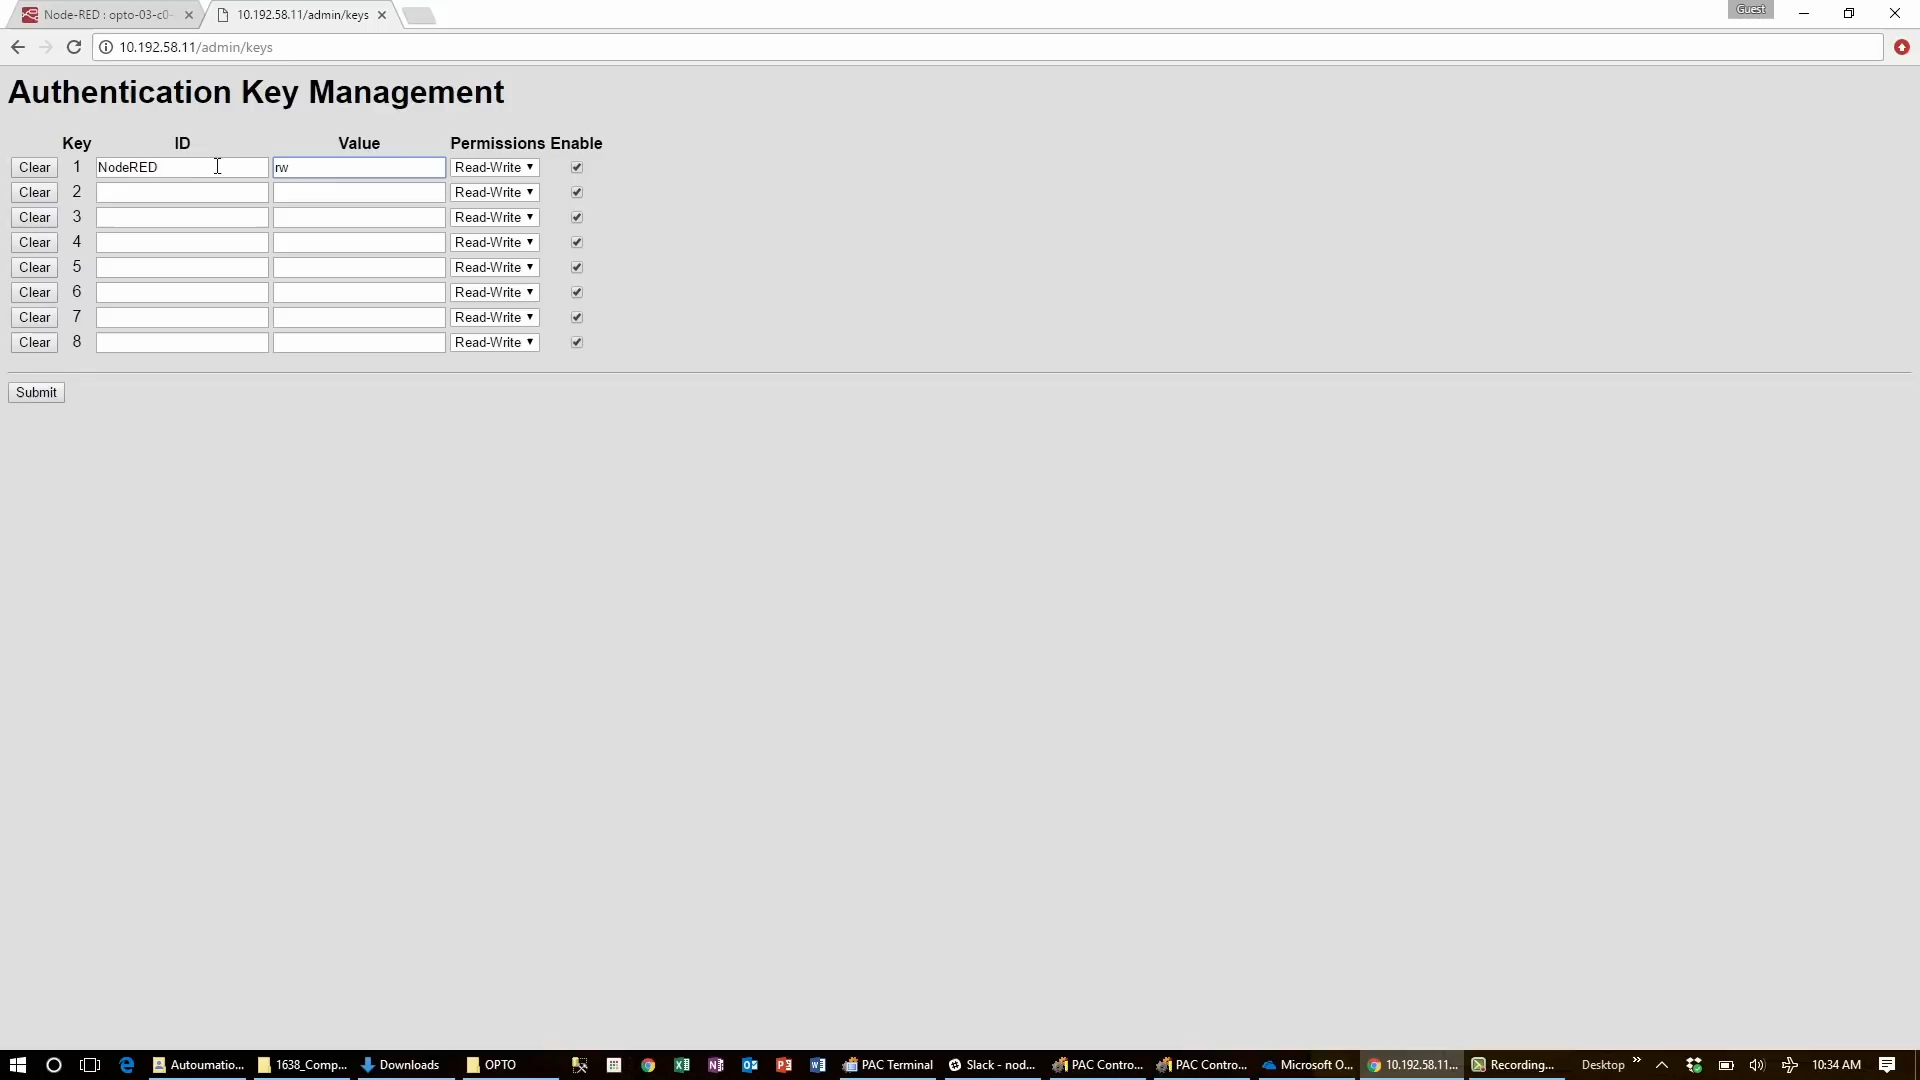 Node-RED : opto-03-c0-
10.192.58.11/admin/keys
Guest
10.192.58.11/admin/keys
Authentication Key Management
Key ID Value Permissions Enable
Clear 1 NodeRED rw Read-Write
Clear 2 Read-Write
Clear 3 Read-Write
Clear 4 Read-Write
Clear 5 Read-Write
Clear 6 Read-Write
Clear 7 Read-Write
Clear 8 Read-Write
Submit
Autoumatio... 1638_Comp... Downloads OPTO PAC Terminal Slack - nod... PAC Contro... PAC Contro... Microsoft O... 10.192.58.11... Recording... Desktop 10:34 AM